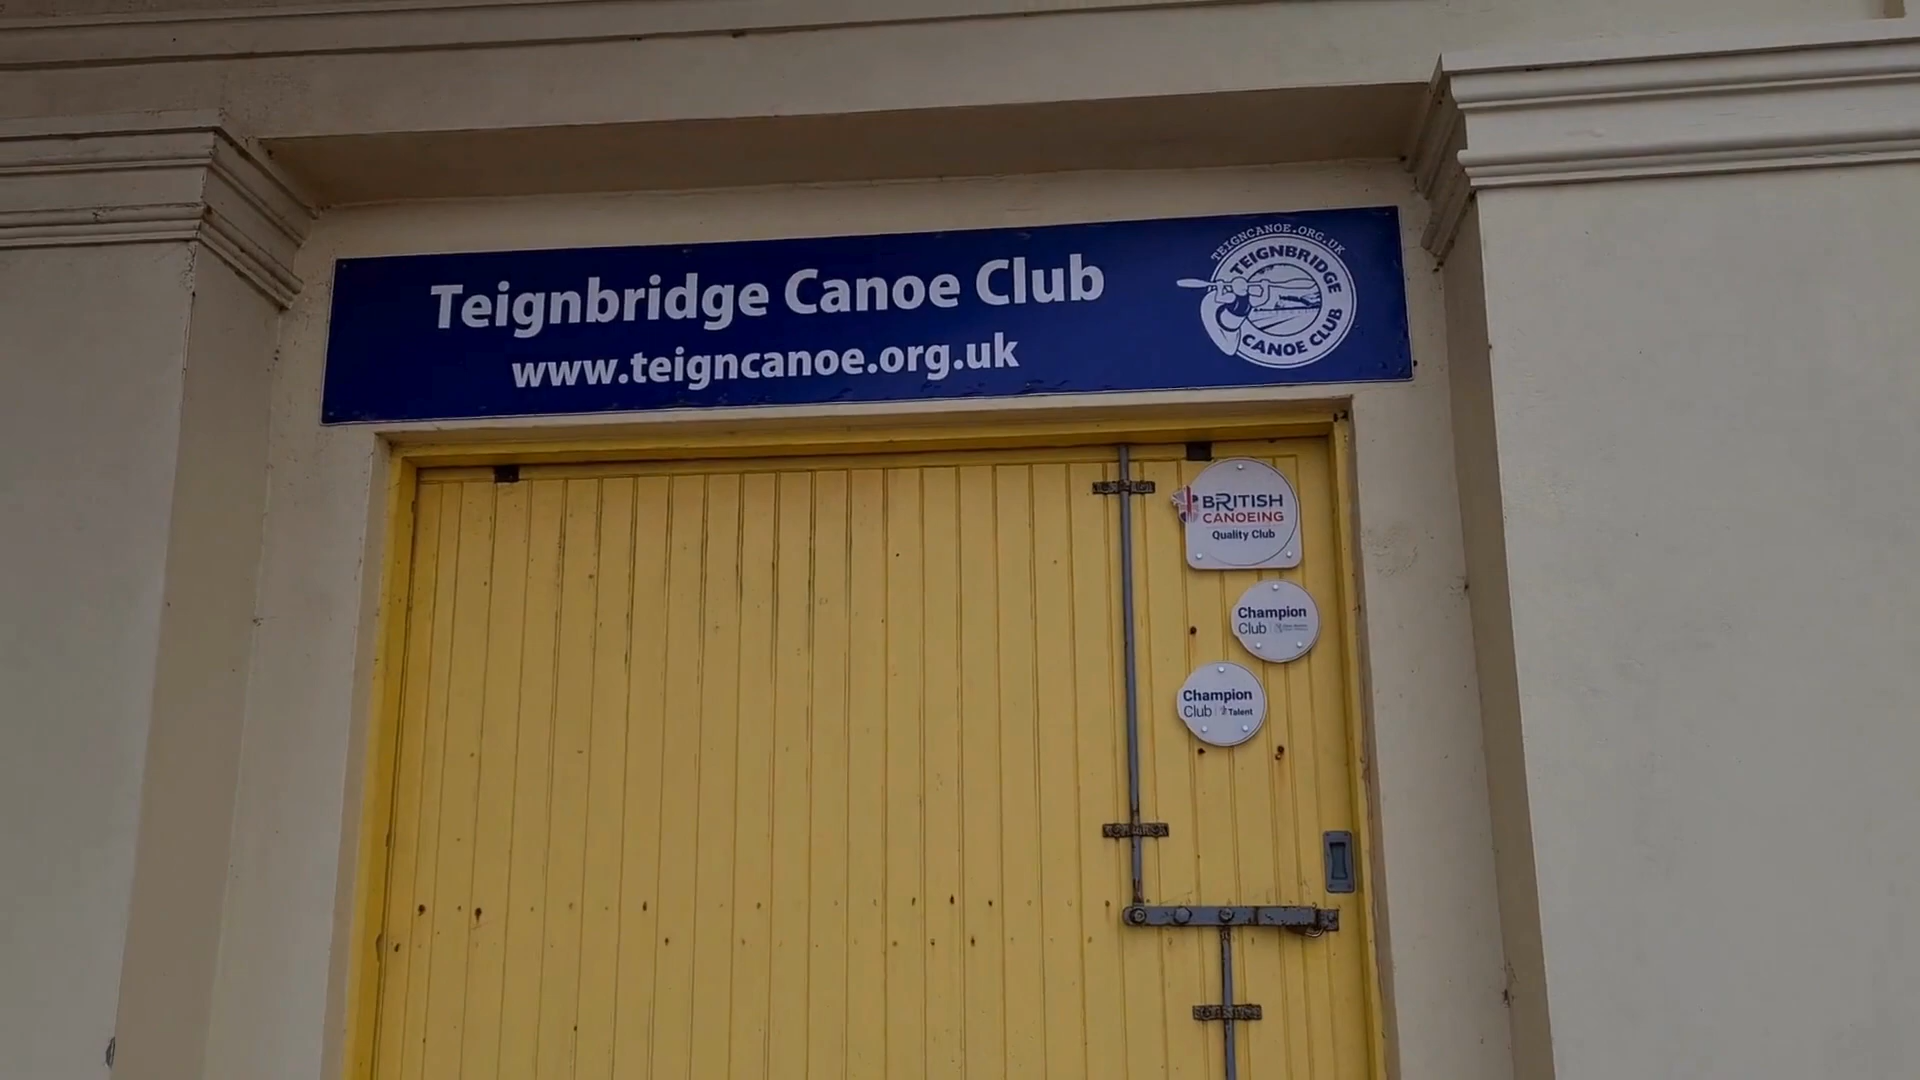 Teignbridge Canoe Club
www.teigncanoe.org.uk
TEIGNCANOE.ORG.UK
TEIGNBRIDGE
CANOE CLUB
BRITISH
CANOEING
Quality Club
Champion
Club
Champion
Club Talent